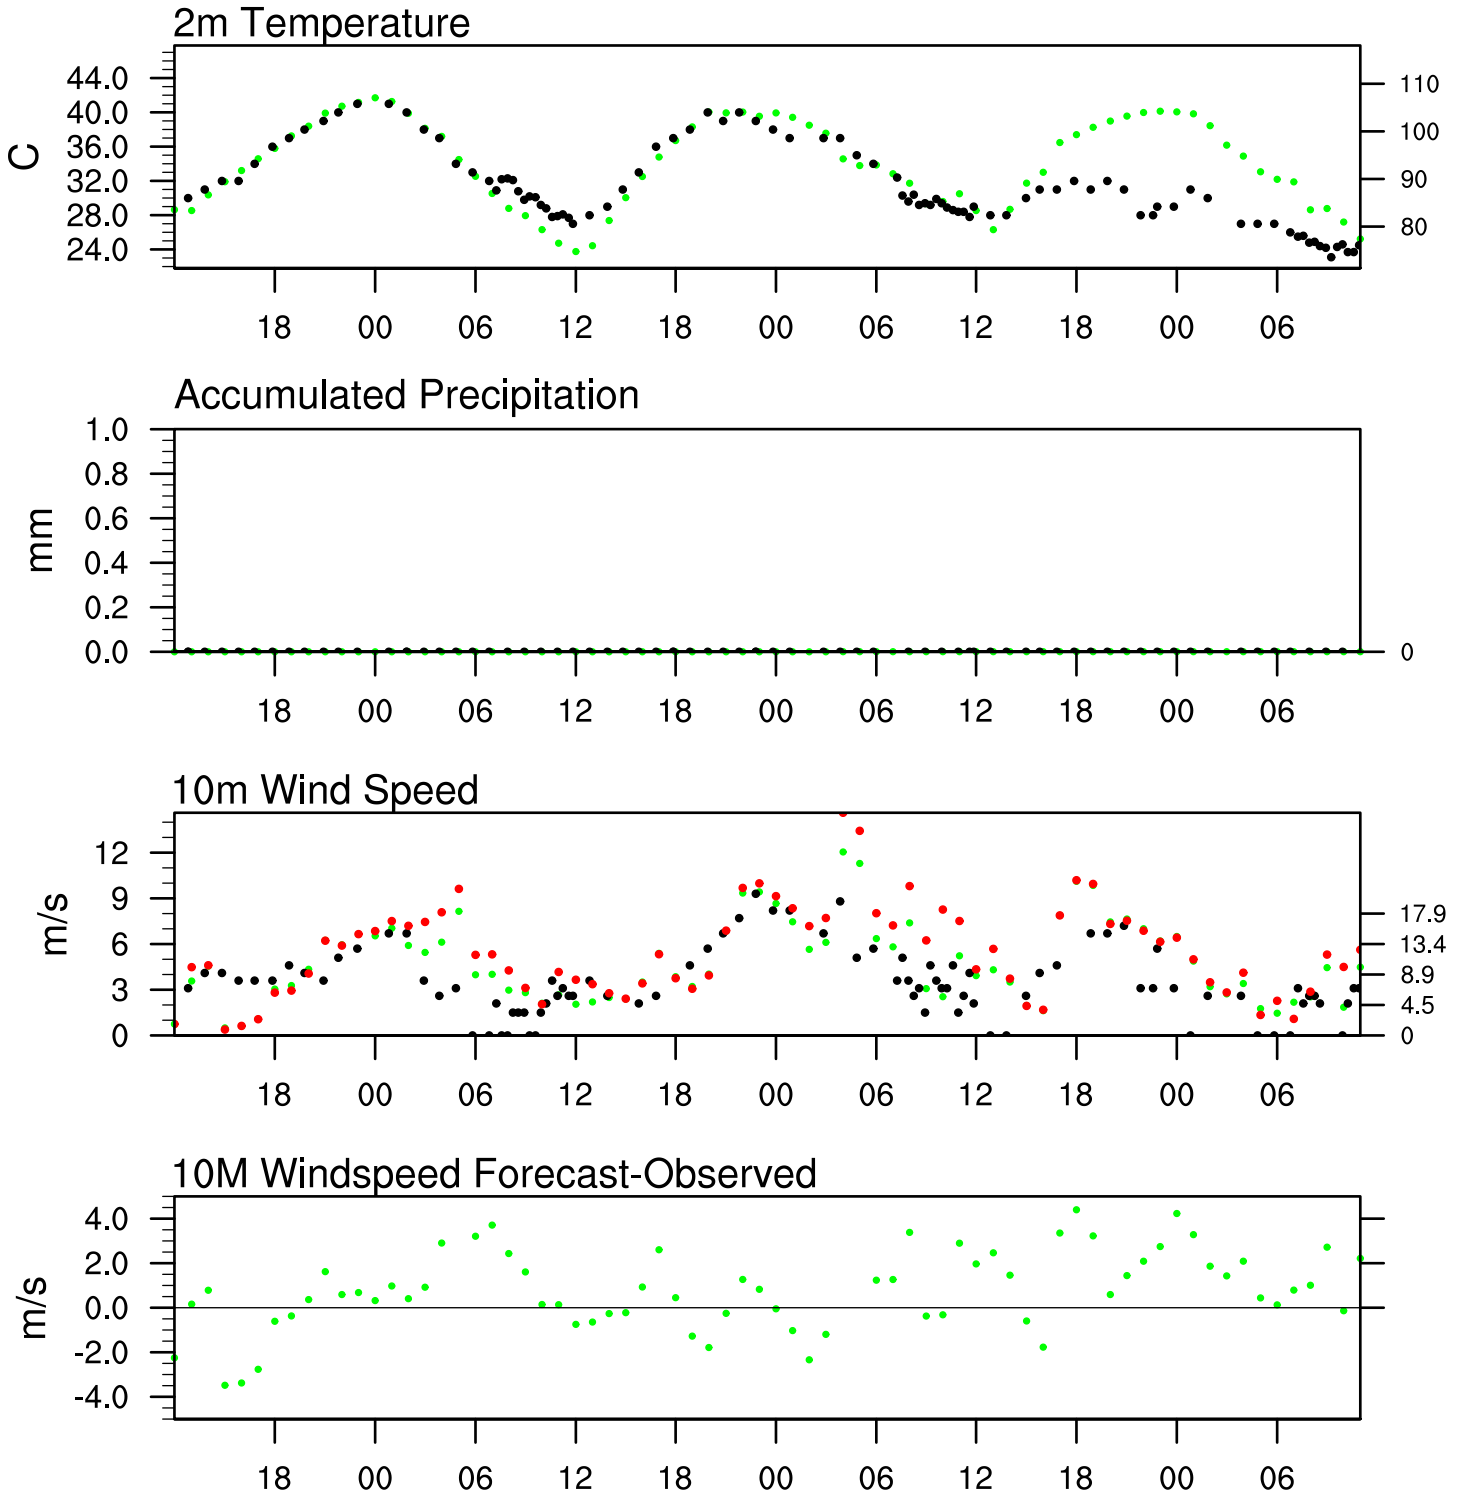 2m Temperature
44.0 110
40.0 100
36.0
C
32.0 90
28.0 80
24.0
18 00 06 12 18 00 06 12 18 00 06
Accumulated Precipitation
1.0
0.8
0.6
mm
0.4
0.2
0.0 0
18 00 06 12 18 00 06 12 18 00 06
10m Wind Speed
12
9 17.9
m/s
6 13.4
3 8.9
4.5
0 0
18 00 06 12 18 00 06 12 18 00 06
10M Windspeed Forecast-Observed
4.0
2.0
m/s
0.0
-2.0
-4.0
18 00 06 12 18 00 06 12 18 00 06